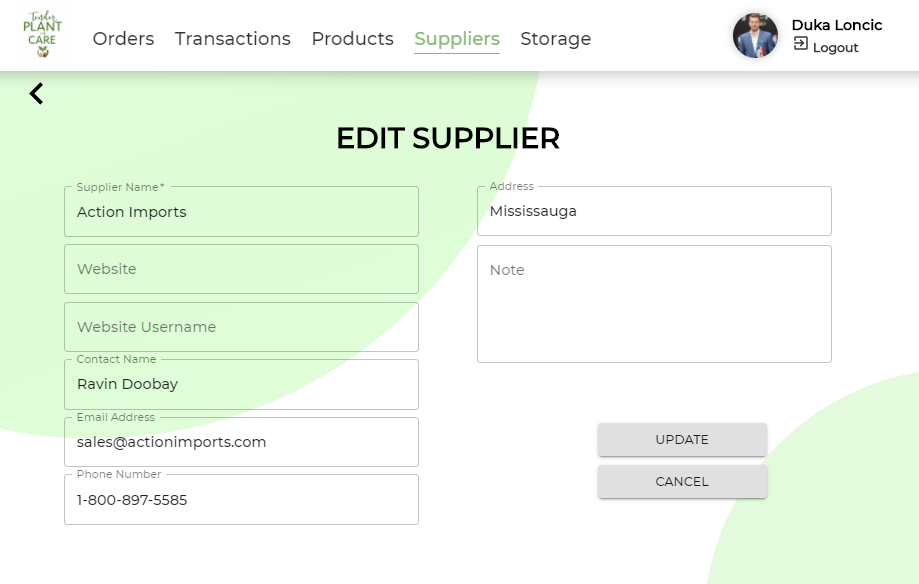 Tender
PLANT
CARE
Orders
Transactions
Products
Suppliers
Storage
Duka Loncic
Logout
EDIT SUPPLIER
Supplier Name*
Action Imports
Website
Website Username
Contact Name
Ravin Doobay
Email Address
sales@actionimports.com
Phone Number
1-800-897-5585
Address
Mississauga
Note
UPDATE
CANCEL